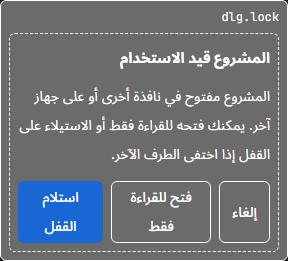 dlg.lock
المشروع قيد الاستخدام
المشروع مفتوح في نافذة أخرى أو على جهاز
آخر. يمكنك فتحه للقراءة فقط أو الاستيلاء على
القفل إذا اختفى الطرف الآخر.
إلغاء
فتح للقراءة
فقط
استلام
القفل